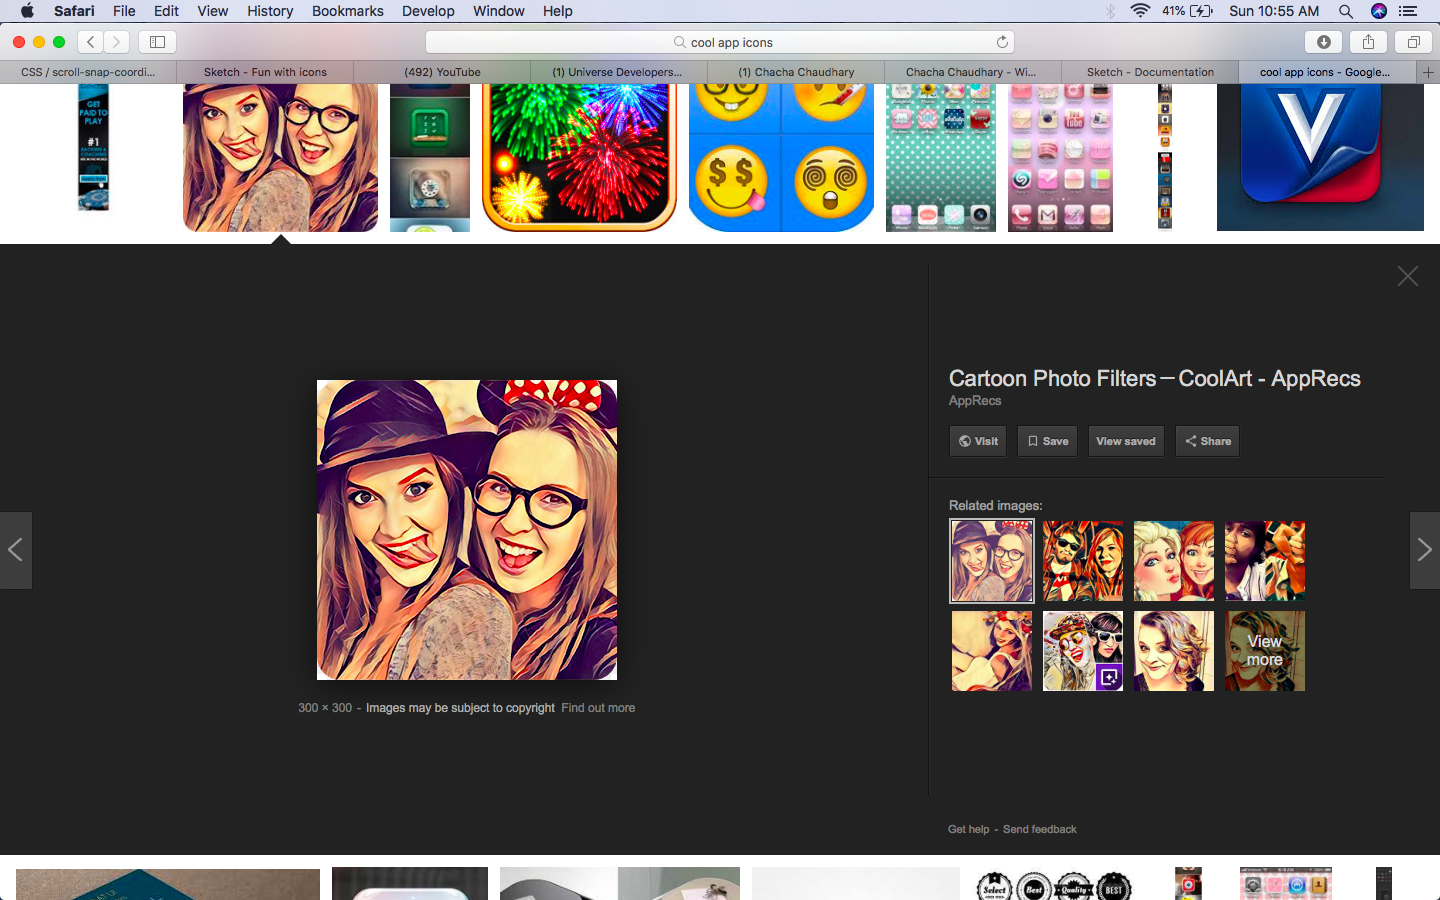 Safari File Edit View History Bookmarks Develop Window Help 41% Sun 10:55 AM
cool app icons
CSS / scroll-snap-coordi... Sketch - Fun with icons (492) YouTube (1) Universe Developers... (1) Chacha Chaudhary Chacha Chaudhary - Wi... Sketch - Documentation cool app icons - Google...
GET
PAID TO
PLAY
#1
$ $
You Tube
V
Cartoon Photo Filters－CoolArt - AppRecs
AppRecs
Visit Save View saved Share
Related images:
View
more
300 × 300 - Images may be subject to copyright Find out more
Get help - Send feedback
Select Best Quality BEST